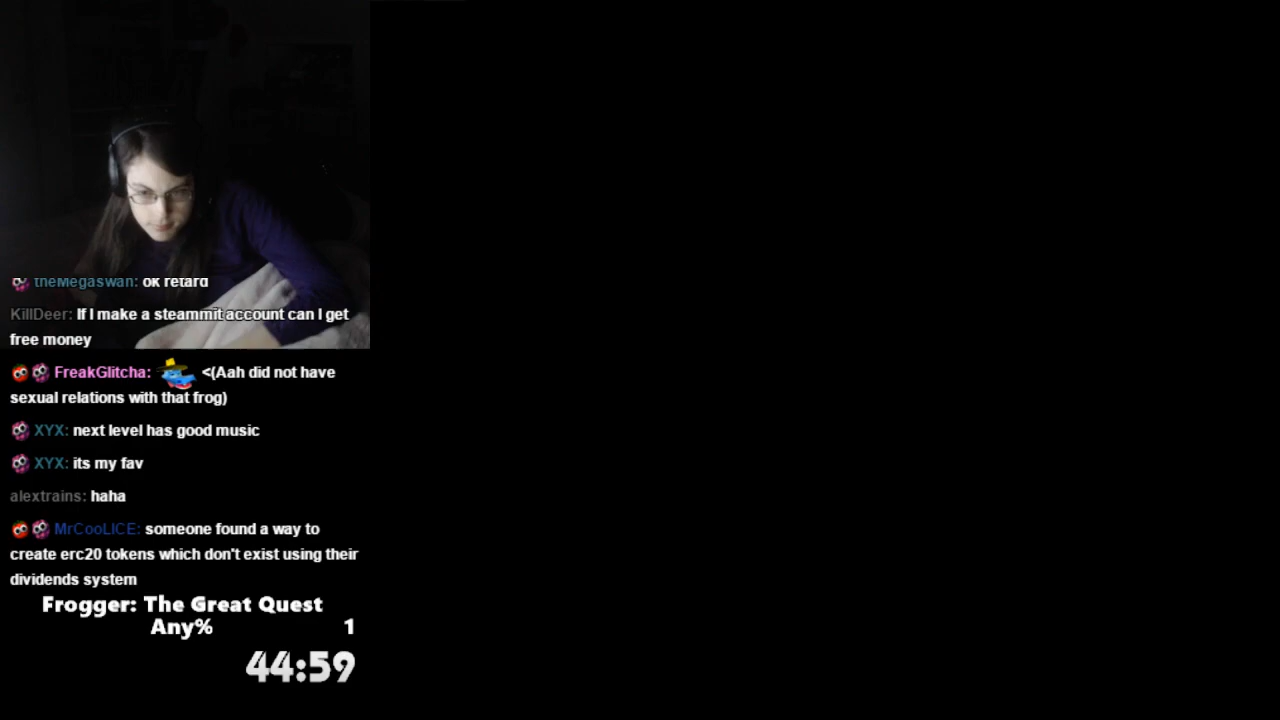 theMegaswan: ok retard
KillDeer: If I make a steammit account can I get
free money
FreakGlitcha: <(Aah did not have
sexual relations with that frog)
XYX: next level has good music
XYX: its my fav
alextrains: haha
MrCooLICE: someone found a way to
create erc20 tokens which don't exist using their
dividends system
Frogger: The Great Quest
Any% 1
44:59